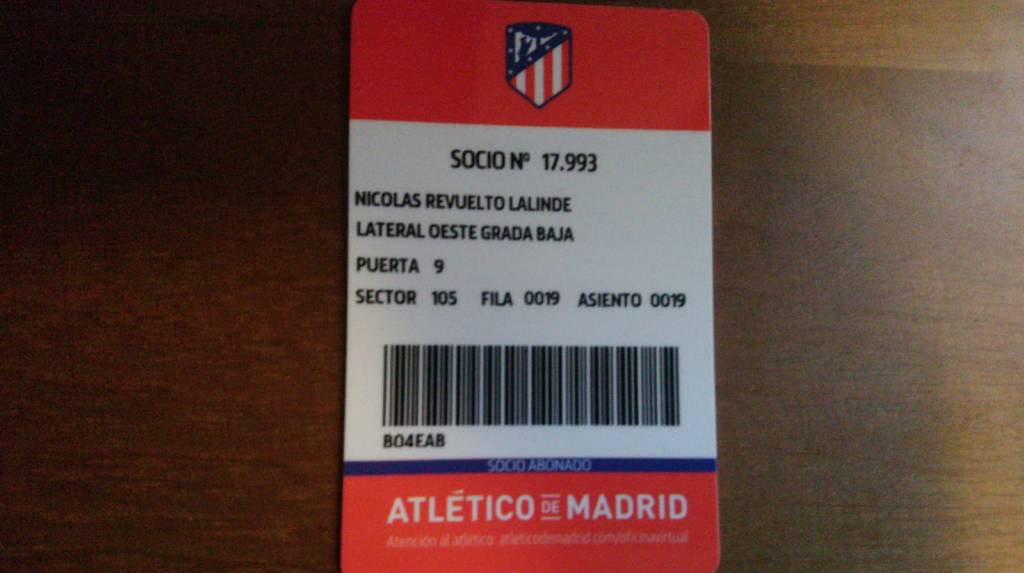 SOCIO Nº 17.993
NICOLAS REVUELTO LALINDE
LATERAL OESTE GRADA BAJA
PUERTA 9
SECTOR 105 FILA 0019 ASIENTO 0019
B04EAB
SOCIO ABONADO
ATLÉTICO DE MADRID
Atención al atlético: atleticodemadrid.com/oficinavirtual